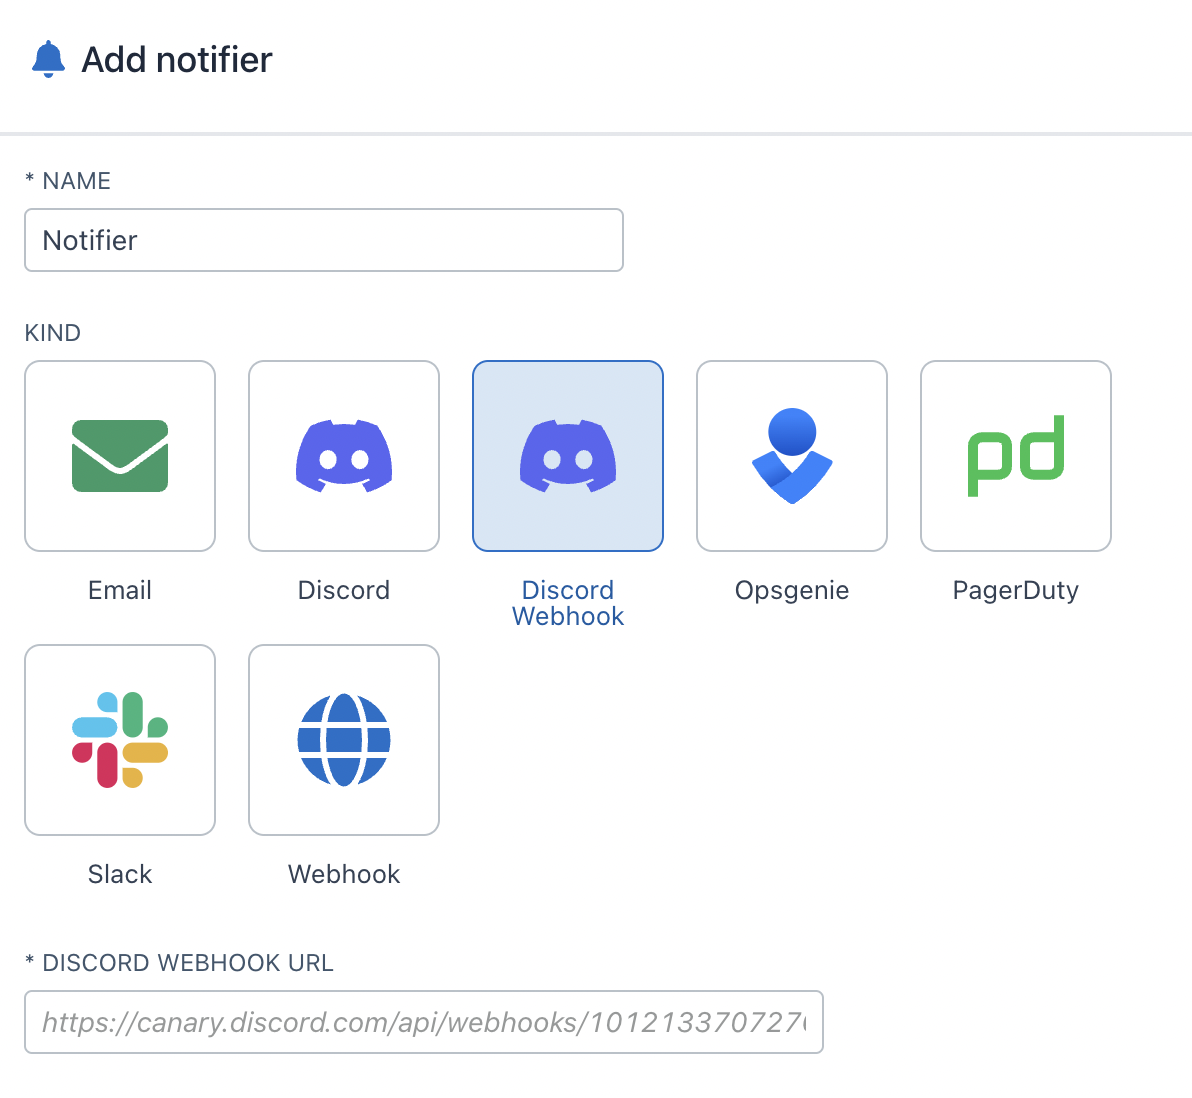 Add notifier
* NAME
Notifier
KIND
Email
Discord
Discord
Webhook
Opsgenie
pd
PagerDuty
Slack
Webhook
* DISCORD WEBHOOK URL
https://canary.discord.com/api/webhooks/101213370727